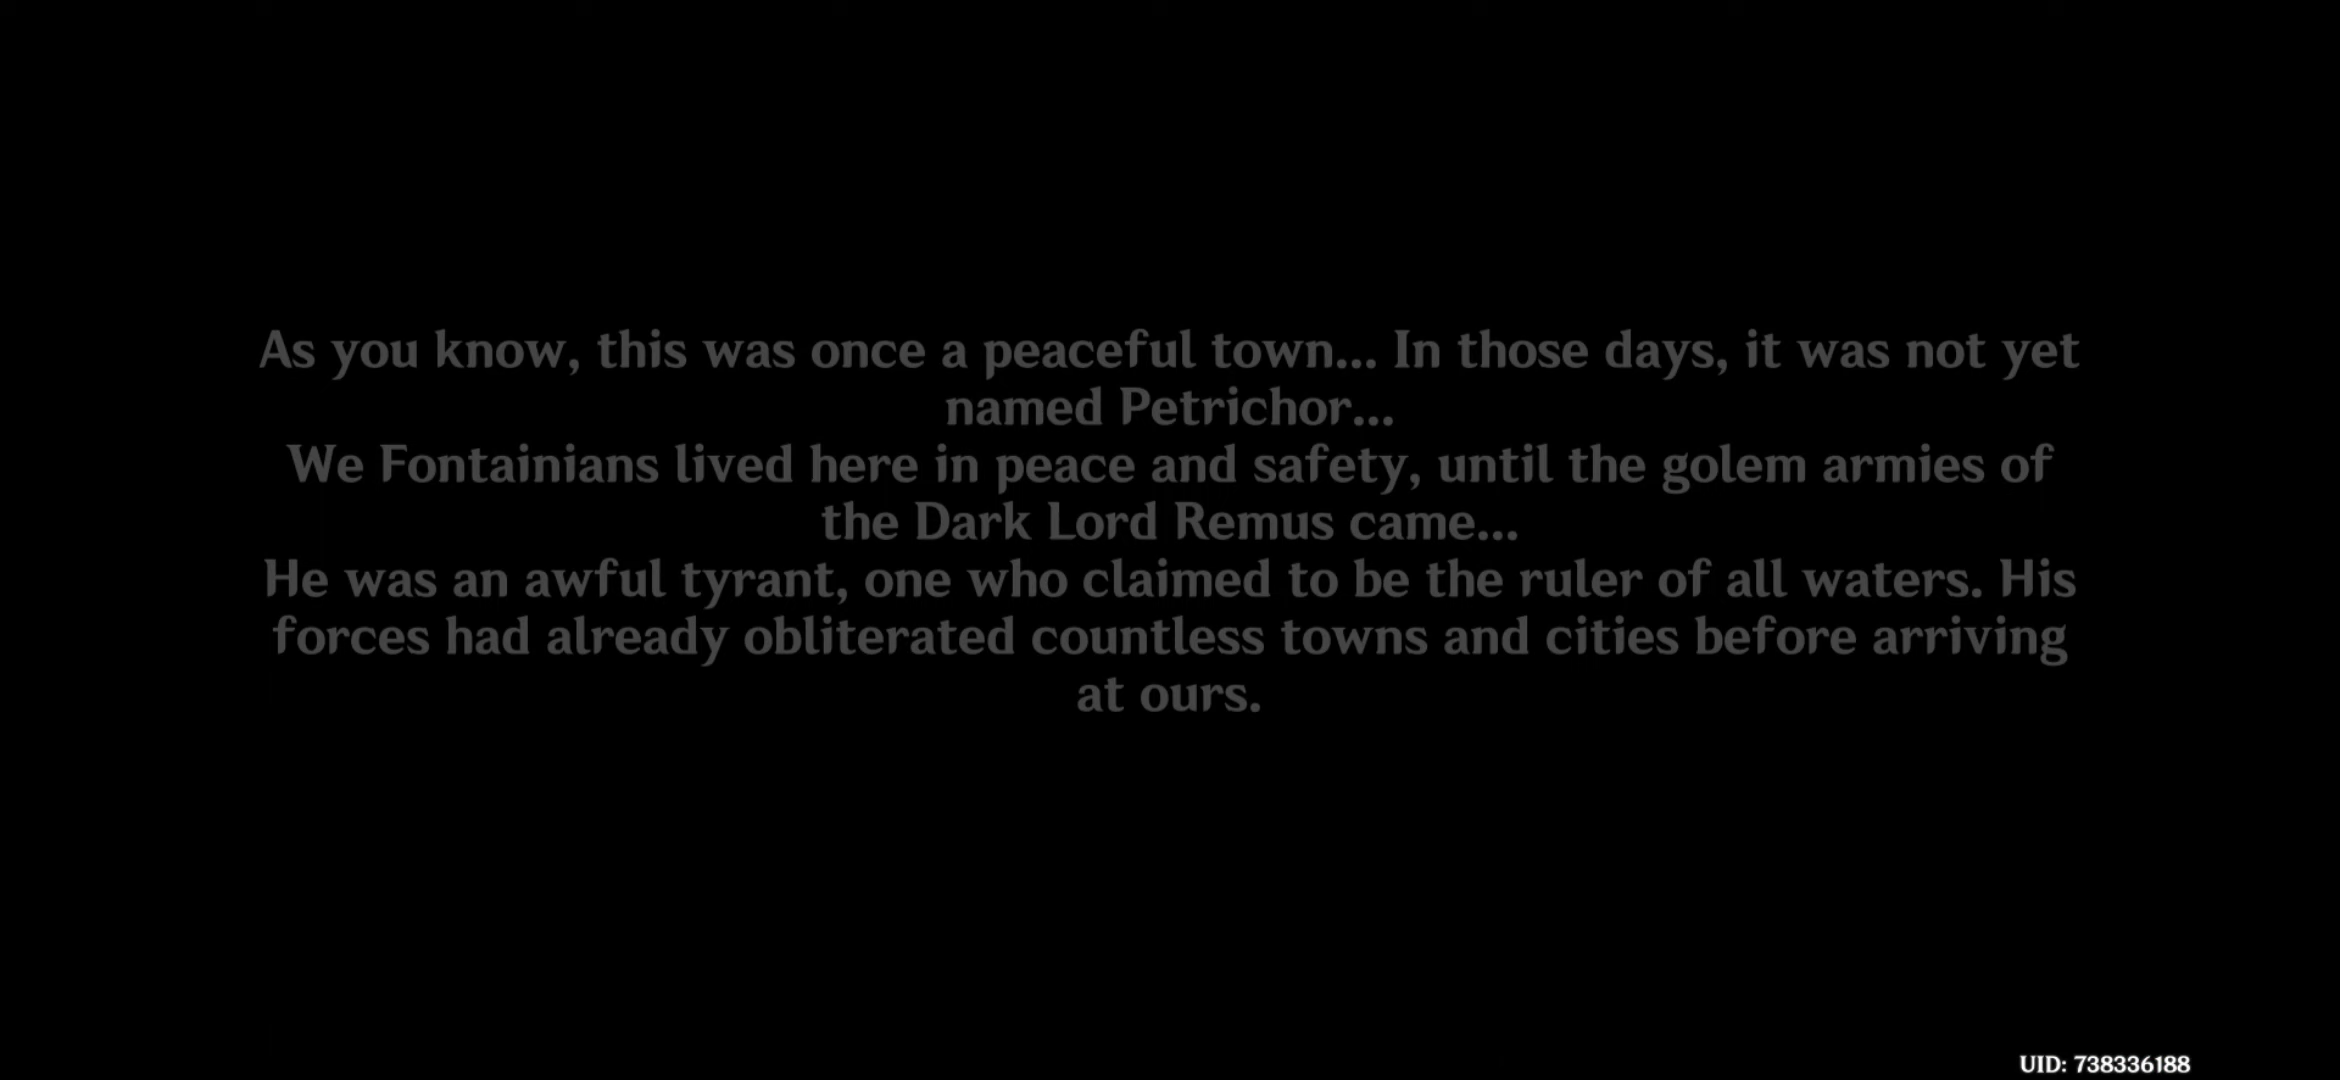 As you know, this was once a peaceful town... In those days, it was not yet
named Petrichor...
We Fontainians lived here in peace and safety, until the golem armies of
the Dark Lord Remus came...
He was an awful tyrant, one who claimed to be the ruler of all waters. His
forces had already obliterated countless towns and cities before arriving
at ours.
UID: 738336188